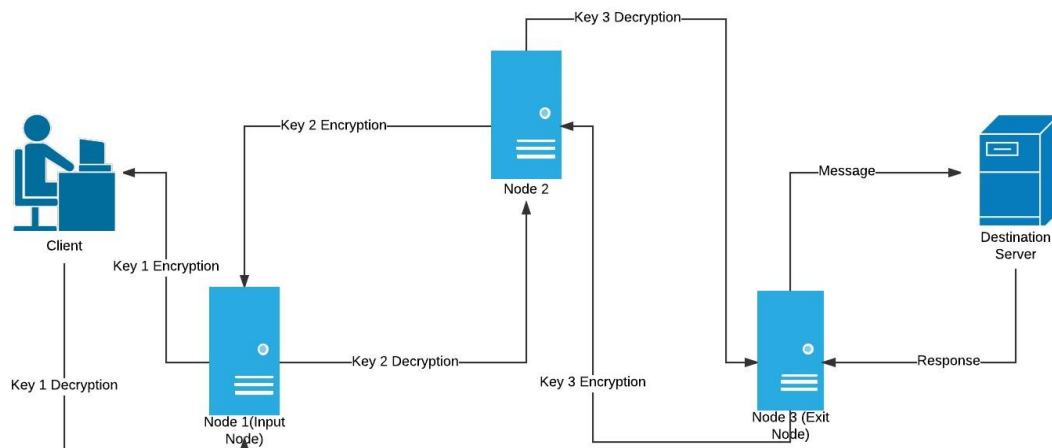 Key 3 Decryption
Key 2 Encryption
Message
Node 2
Client
Destination
Server
Key 1 Encryption
Key 2 Decryption
Response
Key 1 Decryption
Key 3 Encryption
Node 1(Input
Node)
Node 3 (Exit
Node)